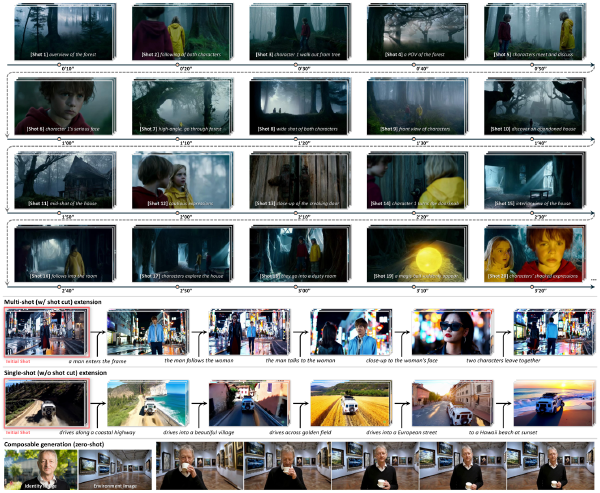 [Shot 1] overview of the forest
[Shot 2] following of both characters
[Shot 3] character 1 walk out from tree
[Shot 4] a POV of the forest
[Shot 5] characters meet and discuss
0'10" 0'20" 0'30" 0'40" 0'50"
[Shot 6] character 1's serious face
[Shot 7] high-angle, go through forest
[Shot 8] wide shot of both characters
[Shot 9] front view of characters
[Shot 10] discover an abandoned house
1'00" 1'10" 1'20" 1'30" 1'40"
[Shot 11] mid-shot of the house
[Shot 12]
[Shot 13] close-up of the creaking door
[Shot 14] character 1
[Shot 15] interior view of the house
1'50" 2'00" 2'10" 2'20" 2'30"
[Shot 16] follows into the room
[Shot 17] characters explore the house
they go into a dusty room
[Shot 19] a magic
characters' shocked expressions
2'40" 2'50" 3'00" 3'10" 3'20" ...
Multi-shot (w/ shot cut) extension
Initial Shot
a man enters the frame
the man follows the woman
the man talks to the woman
close-up to the woman's face
two characters leave together
Single-shot (w/o shot cut) extension
Initial Shot
drives along a coastal highway
drives into a beautiful village
drives across golden field
drives into a European street
to a Hawaii beach at sunset
Composable generation (zero-shot)
Identity Image
Environment Image